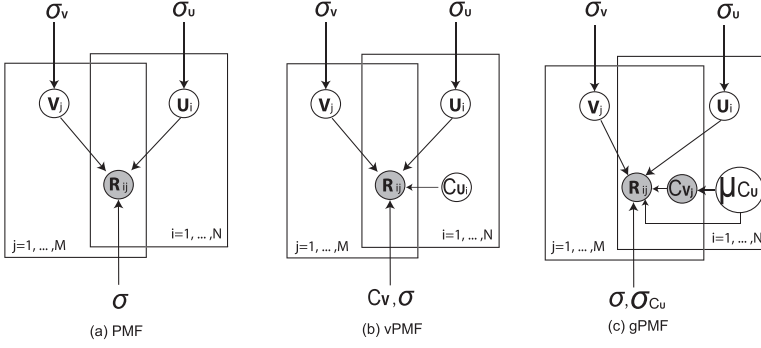 σV σU σV σU σV σU
Vj Ui Vj Ui Vj Ui
Rij Rij CUi Rij CVj μCU
j=1, ... ,M i=1, ... ,N j=1, ... ,M i=1, ... ,N j=1, ... ,M i=1, ... ,N
σ CV,σ σ,σCU
(a) PMF (b) vPMF (c) gPMF